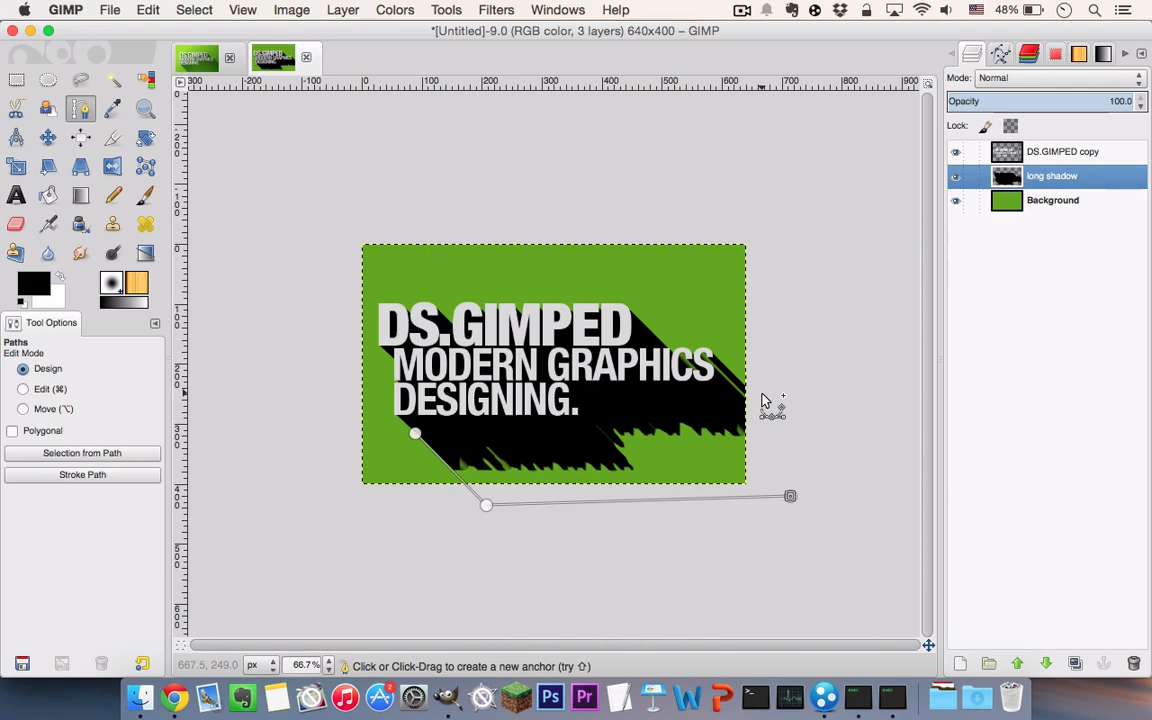 GIMP File Edit Select View Image Layer Colors Tools Filters Windows Help 48%
*[Untitled]-9.0 (RGB color, 3 layers) 640x400 – GIMP
Mode: Normal
Opacity 100.0
Lock:
DS.GIMPED copy
long shadow
Background
DS.GIMPED
MODERN GRAPHICS
DESIGNING.
Tool Options
Paths
Edit Mode
Design
Edit (⌘)
Move (⌥)
Polygonal
Selection from Path
Stroke Path
667.5, 249.0 px 66.7% Click or Click-Drag to create a new anchor (try ⇧)